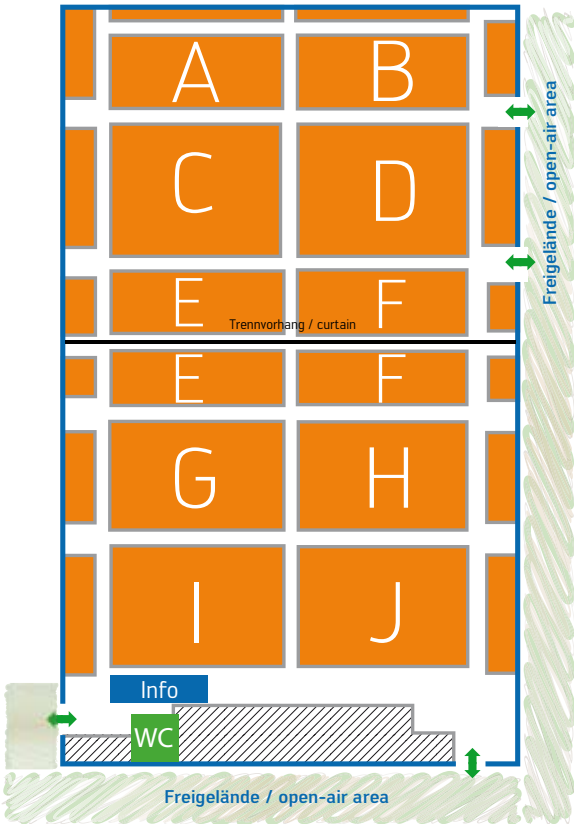 A
B
C
D
Freigelände / open-air area
E
F
Trennvorhang / curtain
E
F
G
H
I
J
Info
WC
Freigelände / open-air area